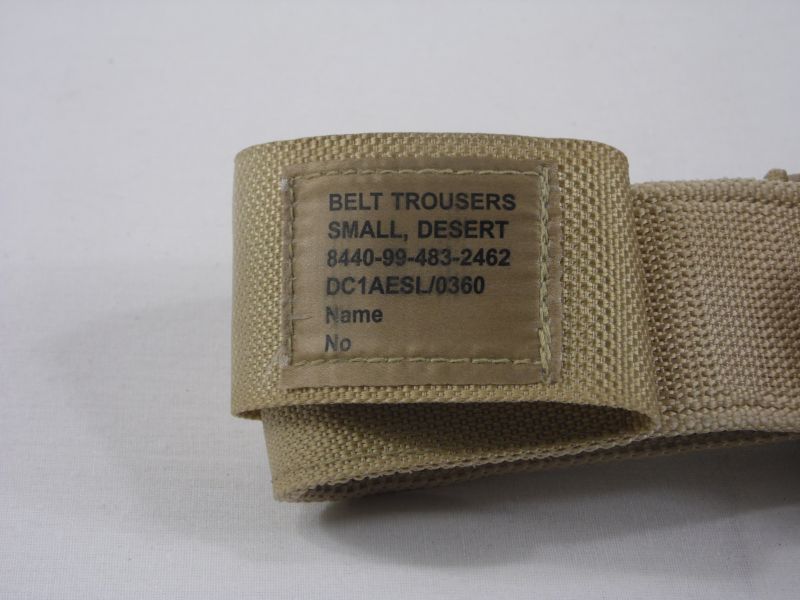 BELT TROUSERS
SMALL, DESERT
8440-99-483-2462
DC1AESL/0360
Name
No